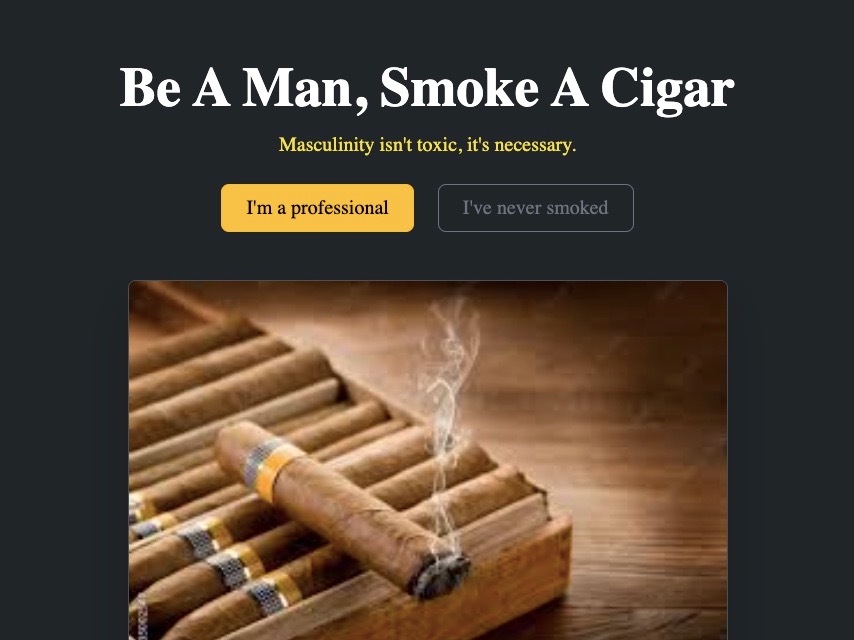 Be A Man, Smoke A Cigar
Masculinity isn't toxic, it's necessary.
I'm a professional
I've never smoked